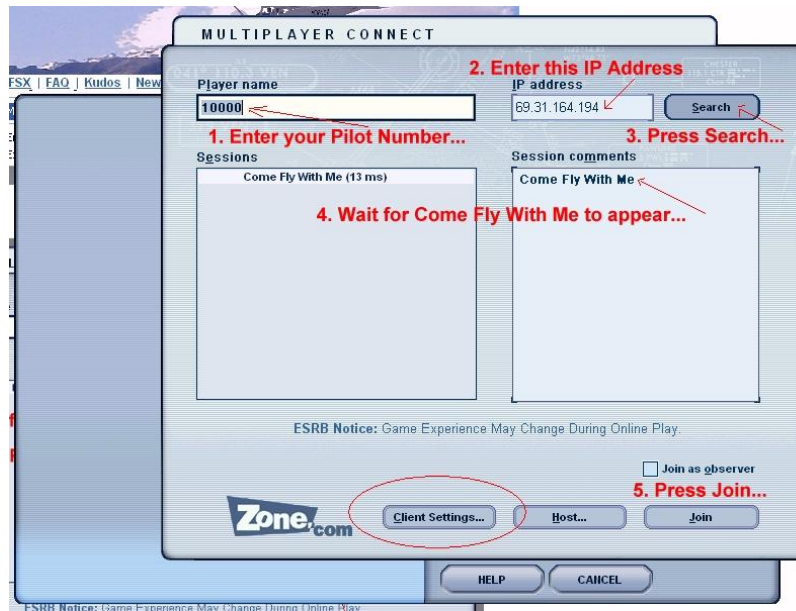 MULTIPLAYER CONNECT
FSX | FAQ | Kudos | New
2. Enter this IP Address
Player name
IP address
10000
69.31.164.194
Search
1. Enter your Pilot Number...
3. Press Search...
Sessions
Session comments
Come Fly With Me (13 ms)
Come Fly With Me
4. Wait for Come Fly With Me to appear...
ESRB Notice: Game Experience May Change During Online Play.
Join as observer
5. Press Join...
Zone.com
Client Settings...
Host...
Join
HELP
CANCEL
ESRB Notice: Game Experience May Change During Online Play